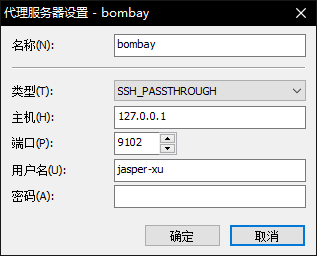 代理服务器设置 - bombay
名称(N): bombay
类型(T): SSH_PASSTHROUGH
主机(H): 127.0.0.1
端口(P): 9102
用户名(U): jasper-xu
密码(A):
确定 取消